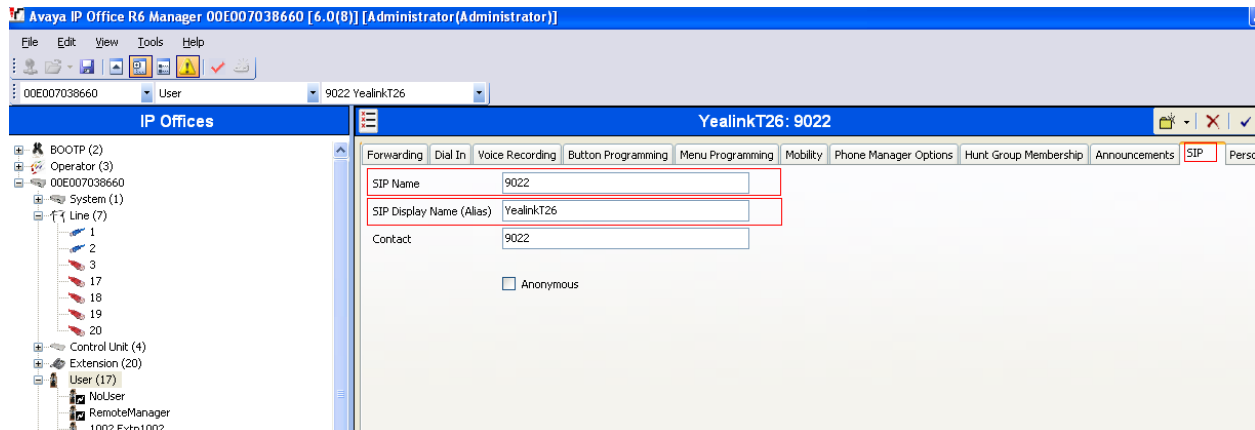 Avaya IP Office R6 Manager 00E007038660 [6.0(8)] [Administrator(Administrator)]
File Edit View Tools Help
00E007038660 User 9022 YealinkT26
IP Offices
BOOTP (2)
Operator (3)
00E007038660
System (1)
Line (7)
1
2
3
17
18
19
20
Control Unit (4)
Extension (20)
User (17)
NoUser
RemoteManager
1002 Extn1002
YealinkT26: 9022
Forwarding Dial In Voice Recording Button Programming Menu Programming Mobility Phone Manager Options Hunt Group Membership Announcements SIP Perso
SIP Name 9022
SIP Display Name (Alias) YealinkT26
Contact 9022
Anonymous